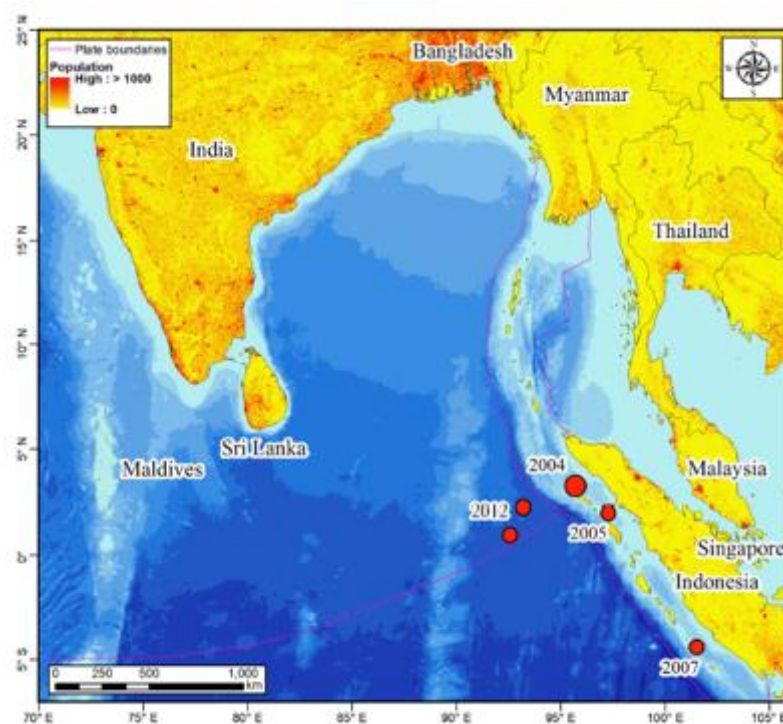 25° N
20° N
15° N
10° N
5° N
0°
5° S
Plate boundaries
Population
High : > 1000
Low : 0
Bangladesh
Myanmar
India
Thailand
Sri Lanka
Maldives
2004
Malaysia
2012
2005
Singapore
Indonesia
2007
0 250 500 1,000
km
70° E 75° E 80° E 85° E 90° E 95° E 100° E 105° E